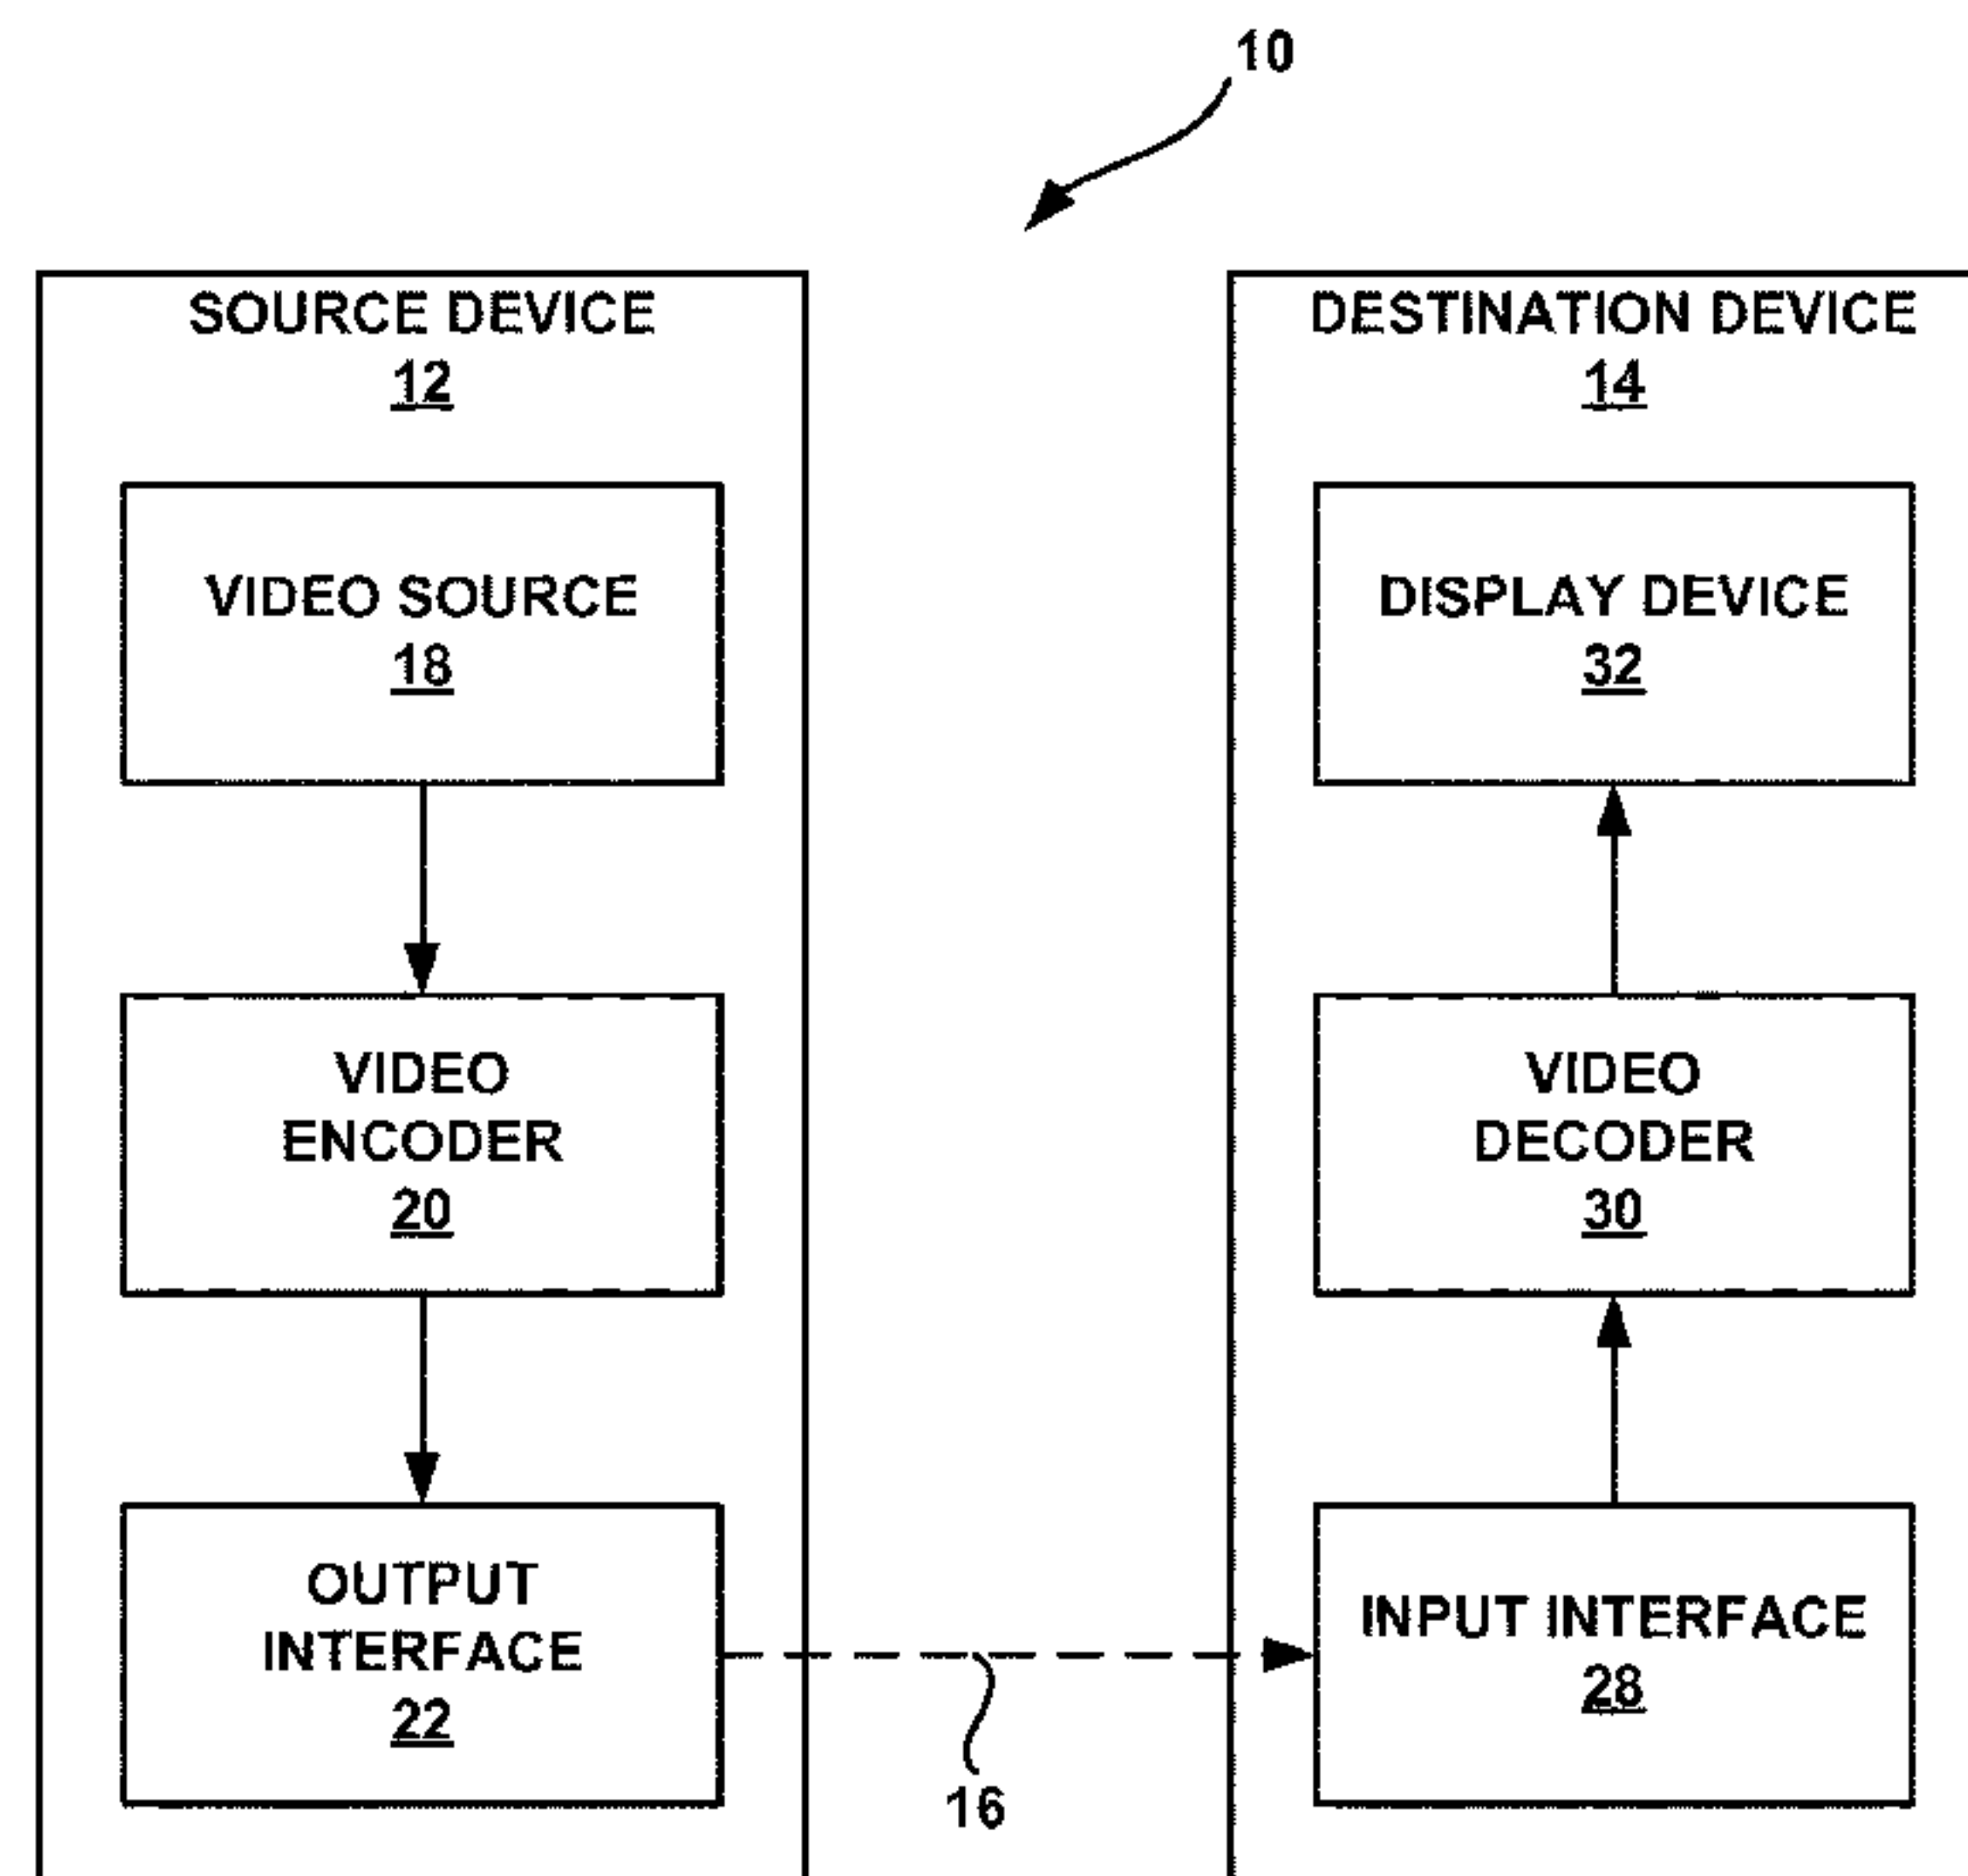 10
SOURCE DEVICE
12
VIDEO SOURCE
18
VIDEO
ENCODER
20
OUTPUT
INTERFACE
22
16
DESTINATION DEVICE
14
DISPLAY DEVICE
32
VIDEO
DECODER
30
INPUT INTERFACE
28